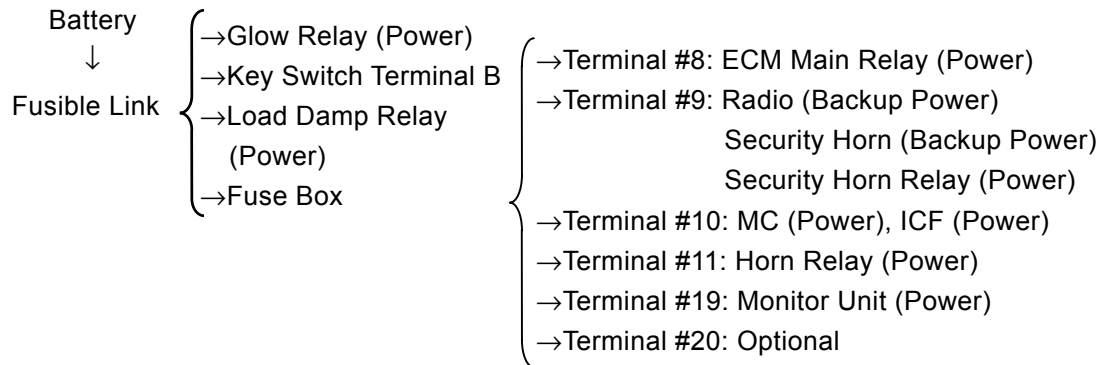 Battery
↓
Fusible Link
→Glow Relay (Power)
→Key Switch Terminal B
→Load Damp Relay
(Power)
→Fuse Box
→Terminal #8: ECM Main Relay (Power)
→Terminal #9: Radio (Backup Power)
Security Horn (Backup Power)
Security Horn Relay (Power)
→Terminal #10: MC (Power), ICF (Power)
→Terminal #11: Horn Relay (Power)
→Terminal #19: Monitor Unit (Power)
→Terminal #20: Optional